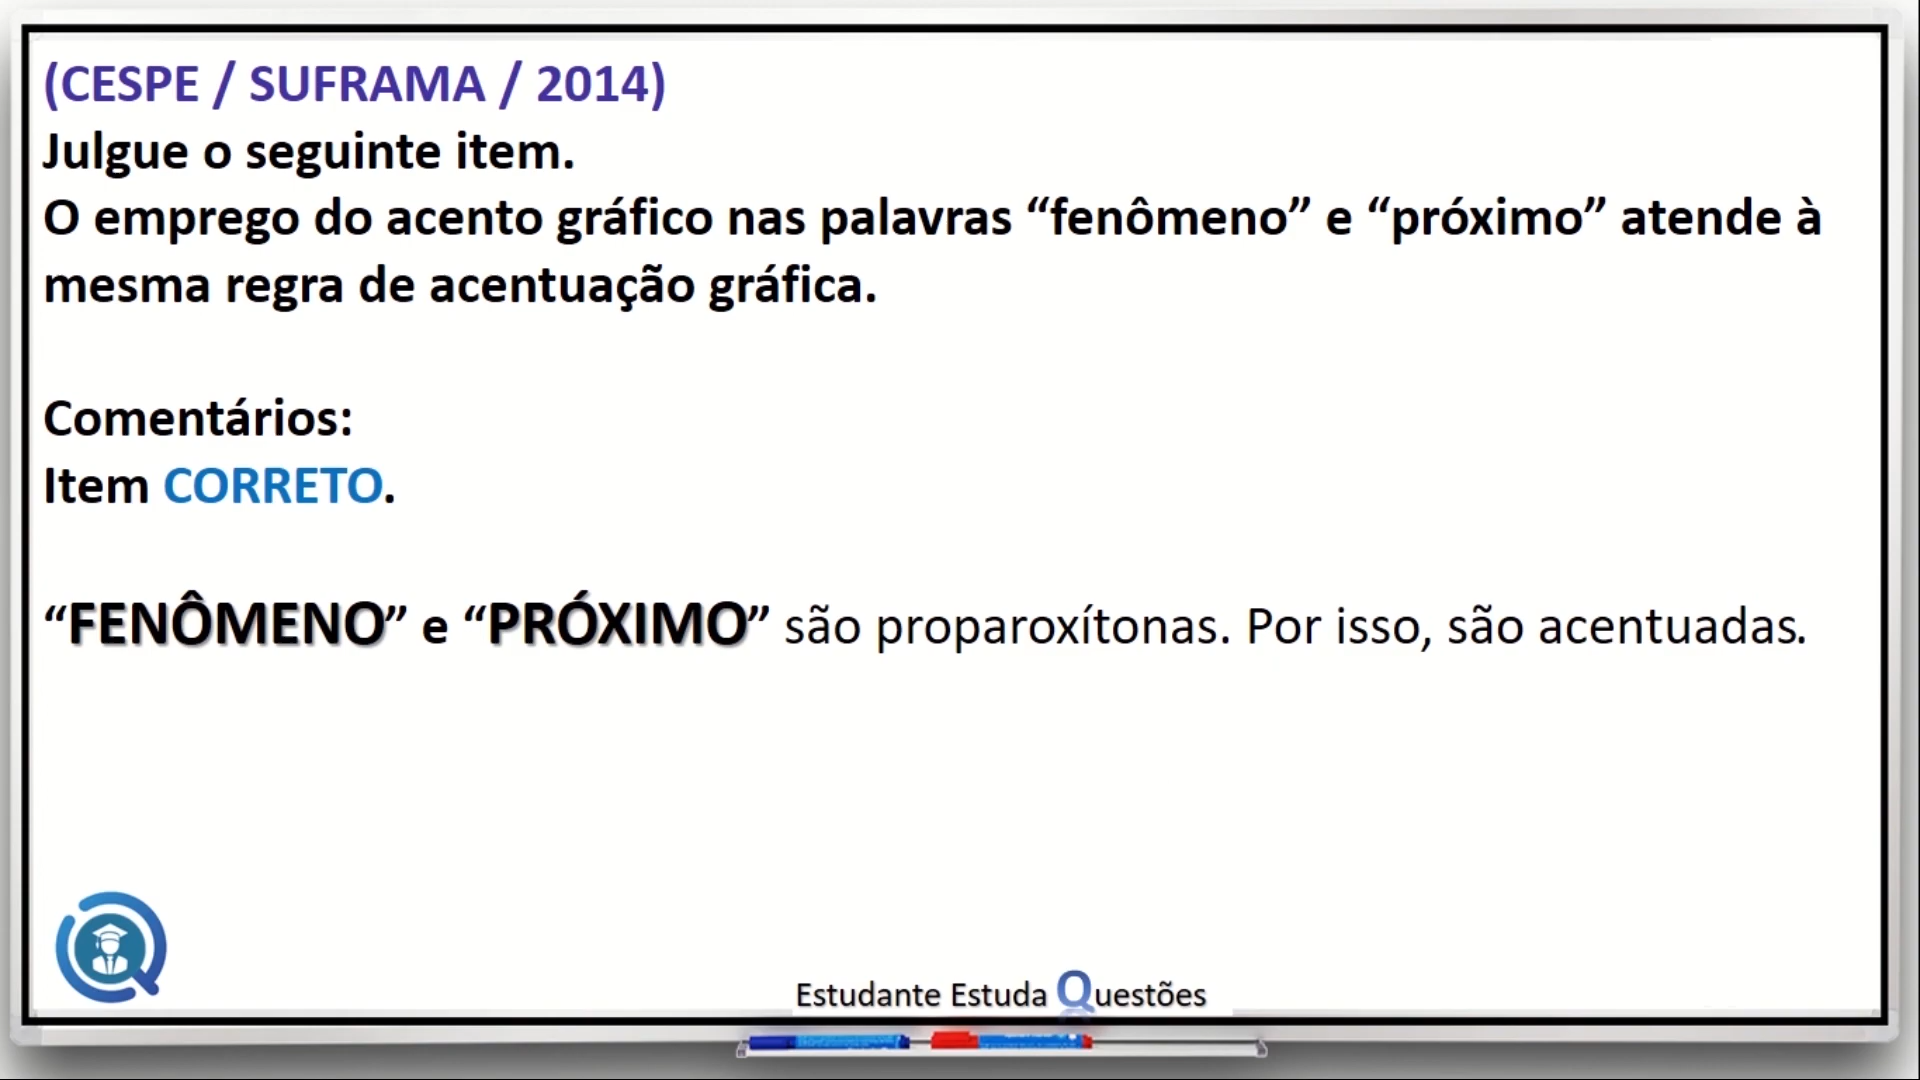 (CESPE / SUFRAMA / 2014)
Julgue o seguinte item.
O emprego do acento gráfico nas palavras “fenômeno” e “próximo” atende à
mesma regra de acentuação gráfica.
Comentários:
Item CORRETO.
“FENÔMENO” e “PRÓXIMO” são proparoxítonas. Por isso, são acentuadas.
Estudante Estuda Questões